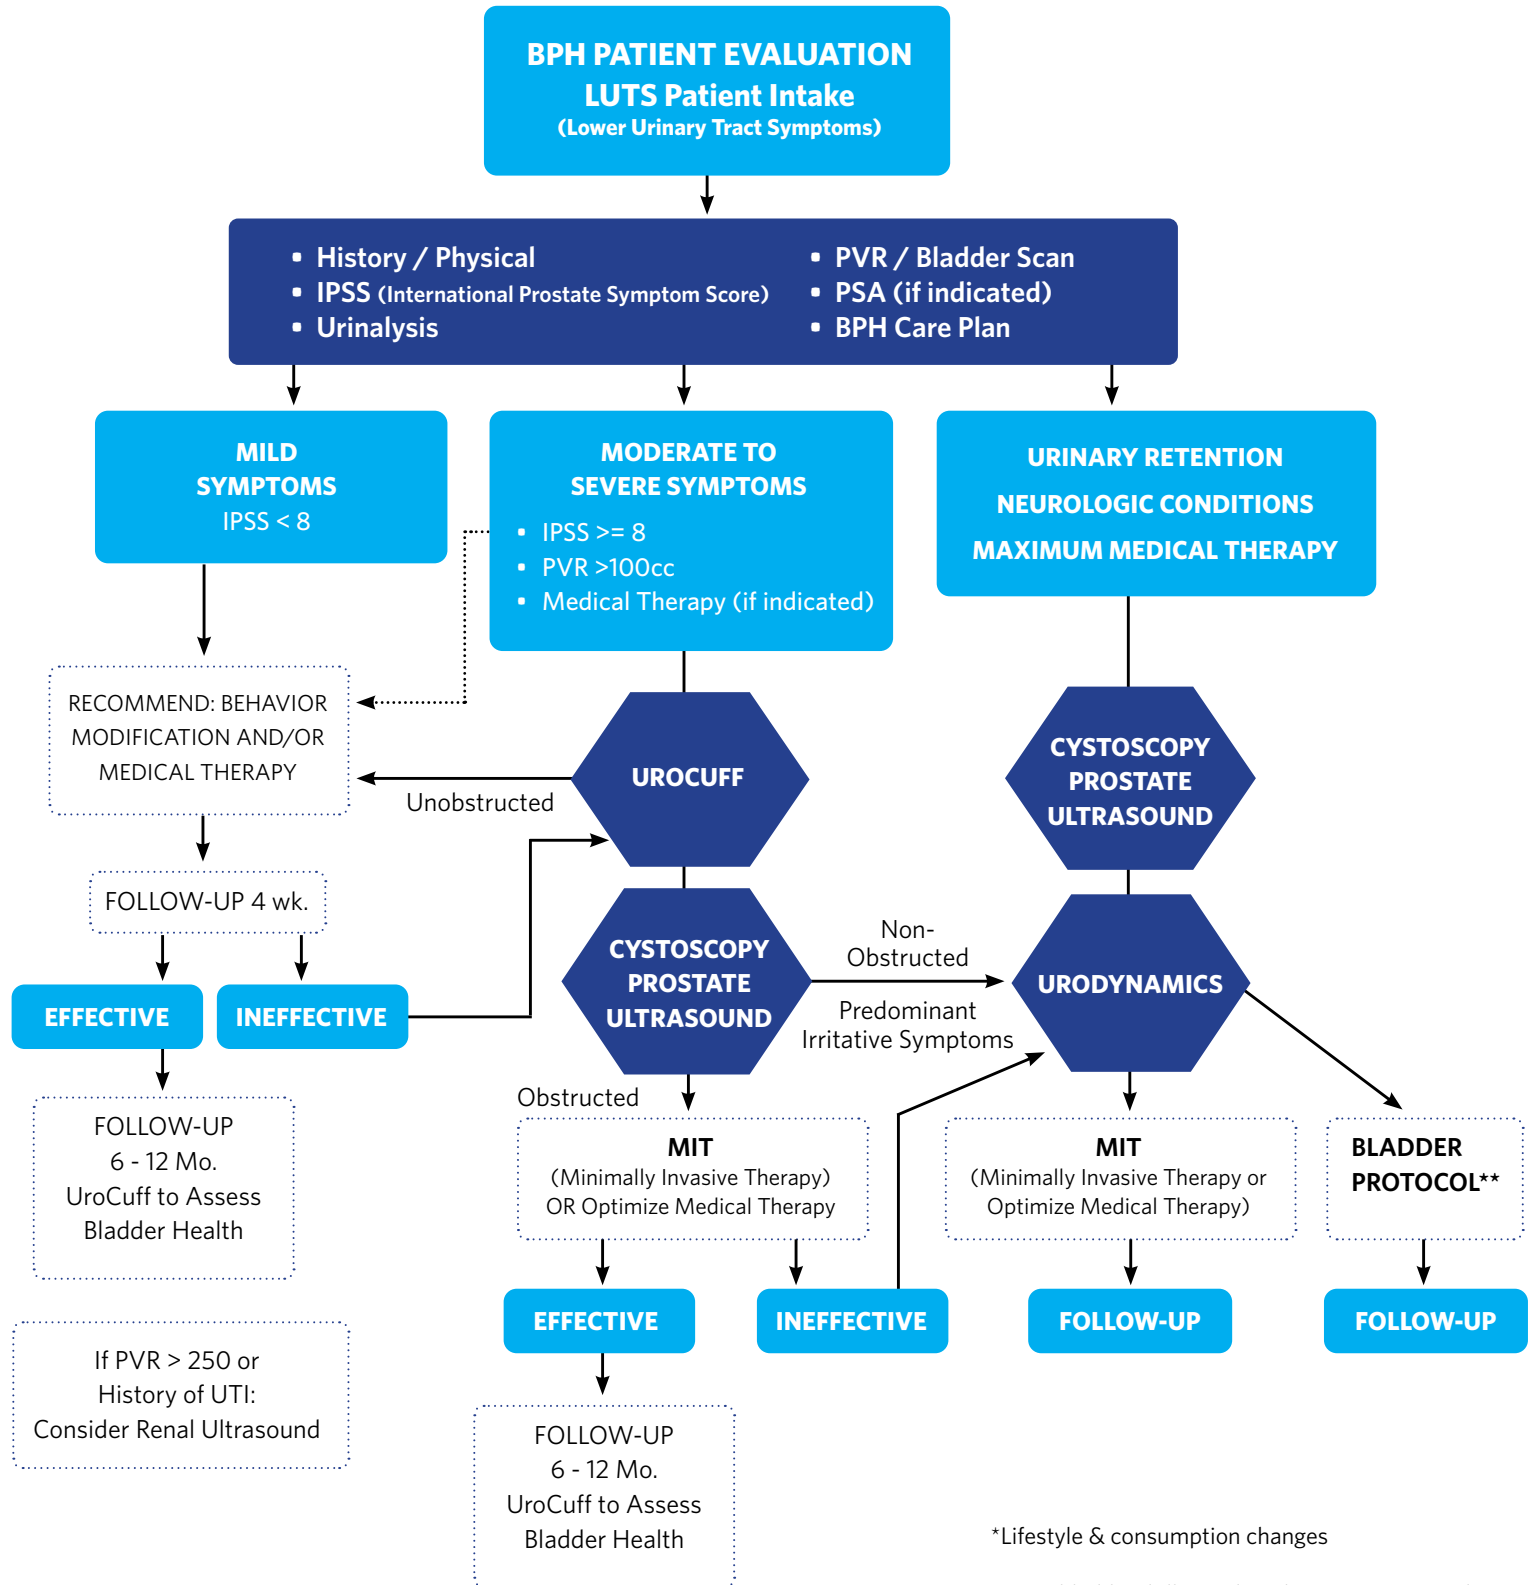 BPH PATIENT EVALUATION
LUTS Patient Intake
(Lower Urinary Tract Symptoms)
▪ History / Physical
▪ IPSS (International Prostate Symptom Score)
▪ Urinalysis
▪ PVR / Bladder Scan
▪ PSA (if indicated)
▪ BPH Care Plan
MILD
SYMPTOMS
IPSS < 8
MODERATE TO
SEVERE SYMPTOMS
▪ IPSS >= 8
▪ PVR >100cc
▪ Medical Therapy (if indicated)
URINARY RETENTION
NEUROLOGIC CONDITIONS
MAXIMUM MEDICAL THERAPY
RECOMMEND: BEHAVIOR
MODIFICATION AND/OR
MEDICAL THERAPY
UROCUFF
Unobstructed
CYSTOSCOPY
PROSTATE
ULTRASOUND
FOLLOW-UP 4 wk.
EFFECTIVE
INEFFECTIVE
CYSTOSCOPY
PROSTATE
ULTRASOUND
Non-
Obstructed
Predominant
Irritative Symptoms
URODYNAMICS
FOLLOW-UP
6 - 12 Mo.
UroCuff to Assess
Bladder Health
Obstructed
MIT
(Minimally Invasive Therapy)
OR Optimize Medical Therapy
MIT
(Minimally Invasive Therapy or
Optimize Medical Therapy)
BLADDER
PROTOCOL**
EFFECTIVE
INEFFECTIVE
FOLLOW-UP
FOLLOW-UP
If PVR > 250 or
History of UTI:
Consider Renal Ultrasound
FOLLOW-UP
6 - 12 Mo.
UroCuff to Assess
Bladder Health
*Lifestyle & consumption changes